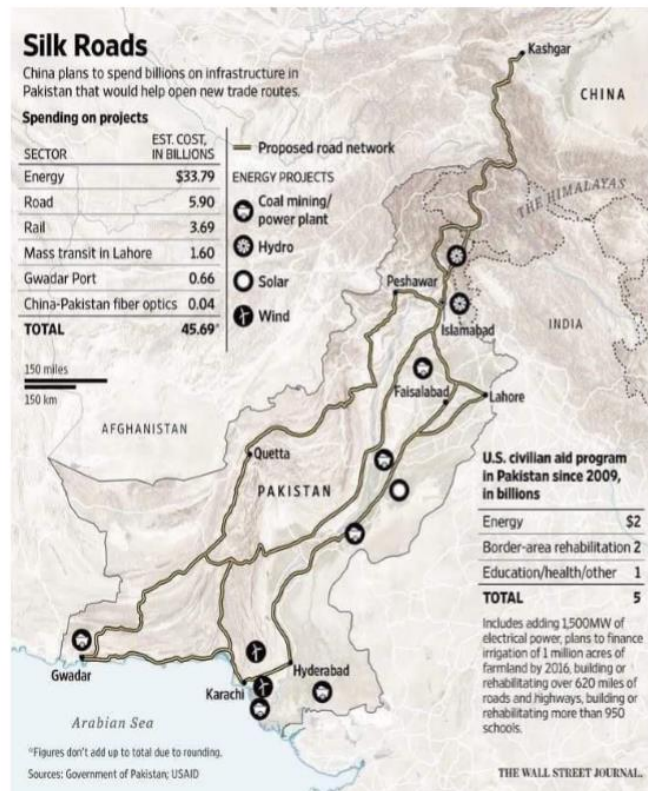 Silk Roads
China plans to spend billions on infrastructure in
Pakistan that would help open new trade routes.
Spending on projects
SECTOR EST. COST, IN BILLIONS
Energy $33.79
Road 5.90
Rail 3.69
Mass transit in Lahore 1.60
Gwadar Port 0.66
China-Pakistan fiber optics 0.04
TOTAL 45.69*
150 miles
150 km
Proposed road network
ENERGY PROJECTS
Coal mining/
power plant
Hydro
Solar
Wind
Kashgar
CHINA
THE HIMALAYAS
Peshawar
Islamabad
INDIA
Faisalabad
Lahore
AFGHANISTAN
Quetta
PAKISTAN
Gwadar
Karachi
Hyderabad
Arabian Sea
U.S. civilian aid program
in Pakistan since 2009,
in billions
Energy $2
Border-area rehabilitation 2
Education/health/other 1
TOTAL 5
Includes adding 1,500MW of
electrical power, plans to finance
irrigation of 1 million acres of
farmland by 2016, building or
rehabilitating over 620 miles of
roads and highways, building or
rehabilitating more than 950
schools.
*Figures don't add up to total due to rounding.
Sources: Government of Pakistan; USAID
THE WALL STREET JOURNAL.